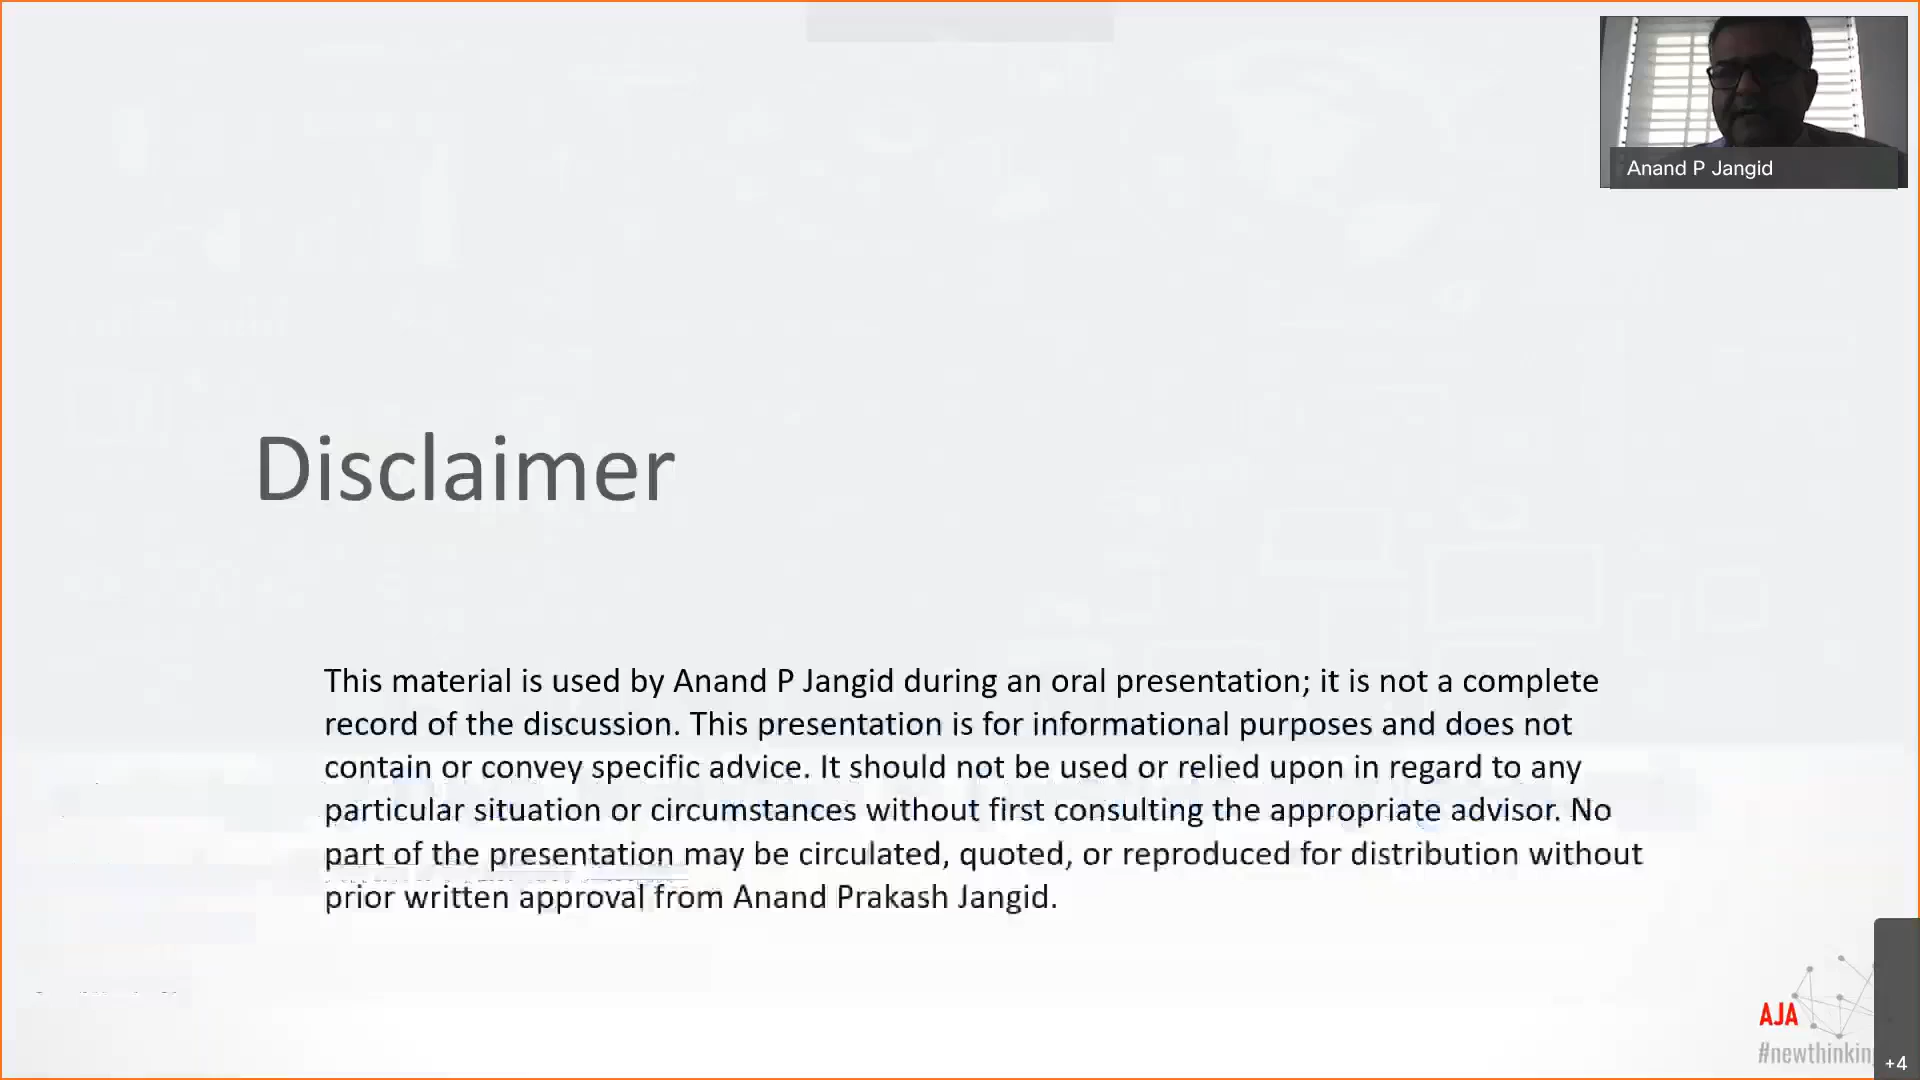 Anand P Jangid
Disclaimer
This material is used by Anand P Jangid during an oral presentation; it is not a complete
record of the discussion. This presentation is for informational purposes and does not
contain or convey specific advice. It should not be used or relied upon in regard to any
particular situation or circumstances without first consulting the appropriate advisor. No
part of the presentation may be circulated, quoted, or reproduced for distribution without
prior written approval from Anand Prakash Jangid.
AJA
#newthinkin
+4